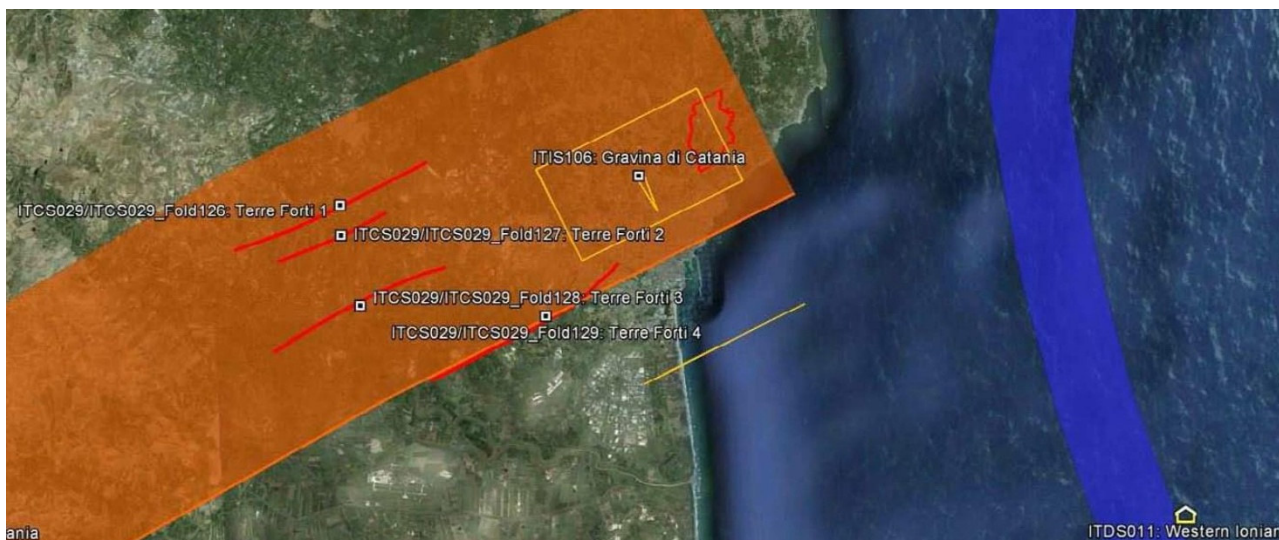 ITIS106: Gravina di Catania
ITCS029/ITCS029_Fold126: Terre Forti 1
ITCS029/ITCS029_Fold127: Terre Forti 2
ITCS029/ITCS029_Fold128: Terre Forti 3
ITCS029/ITCS029_Fold129: Terre Forti 4
ania
ITDS011: Western Ionian